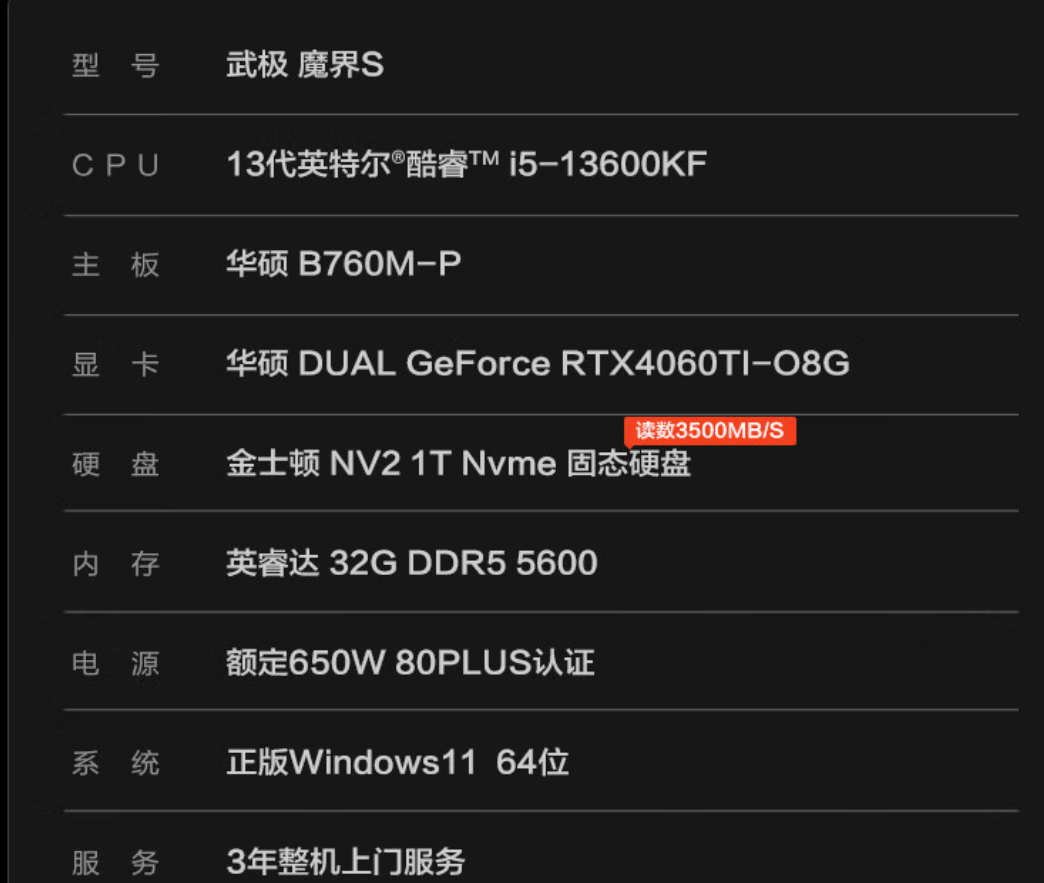 型 号 武极 魔界S
CPU 13代英特尔®酷睿™ i5-13600KF
主 板 华硕 B760M-P
显 卡 华硕 DUAL GeForce RTX4060TI-O8G
读数3500MB/S
硬 盘 金士顿 NV2 1T Nvme 固态硬盘
内 存 英睿达 32G DDR5 5600
电 源 额定650W 80PLUS认证
系 统 正版Windows11 64位
服 务 3年整机上门服务